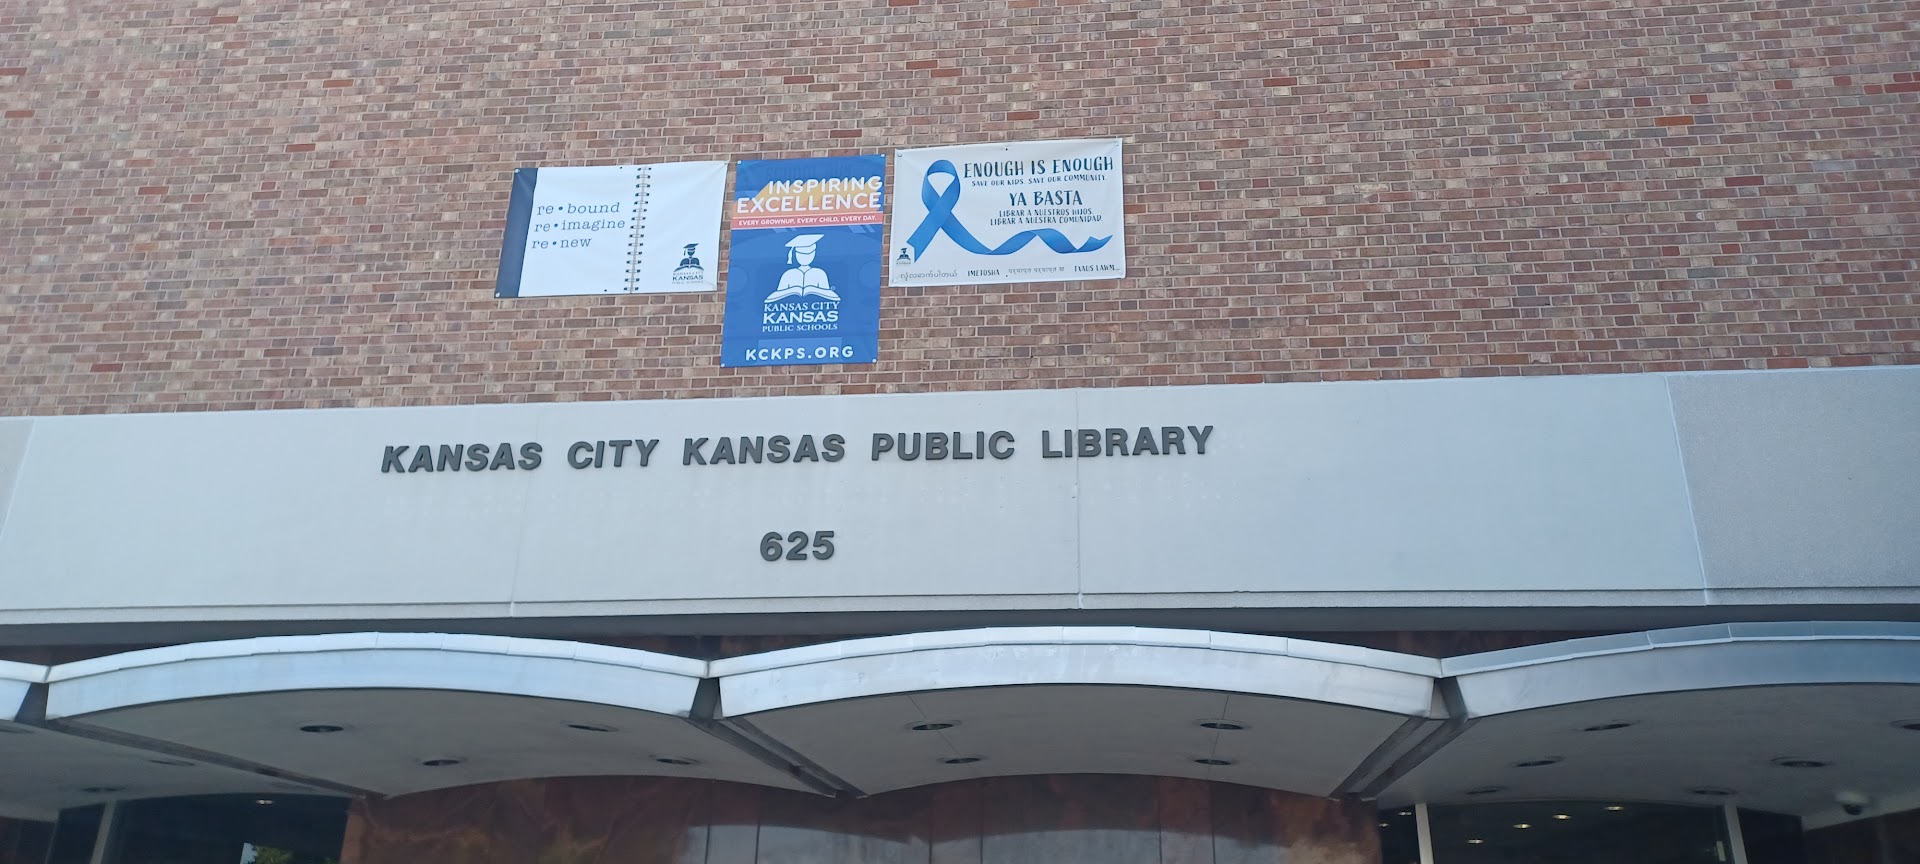 re•bound
re•imagine
re•new
KANSAS CITY
KANSAS
PUBLIC SCHOOLS
INSPIRING
EXCELLENCE
EVERY GROWNUP, EVERY CHILD, EVERY DAY.
KANSAS CITY
KANSAS
PUBLIC SCHOOLS
KCKPS.ORG
ENOUGH IS ENOUGH
SAVE OUR KIDS. SAVE OUR COMMUNITY.
YA BASTA
LIBRAR A NUESTROS HIJOS.
LIBRAR A NUESTRA COMUNIDAD.
IMETOSHA
KANSAS CITY KANSAS PUBLIC LIBRARY
625